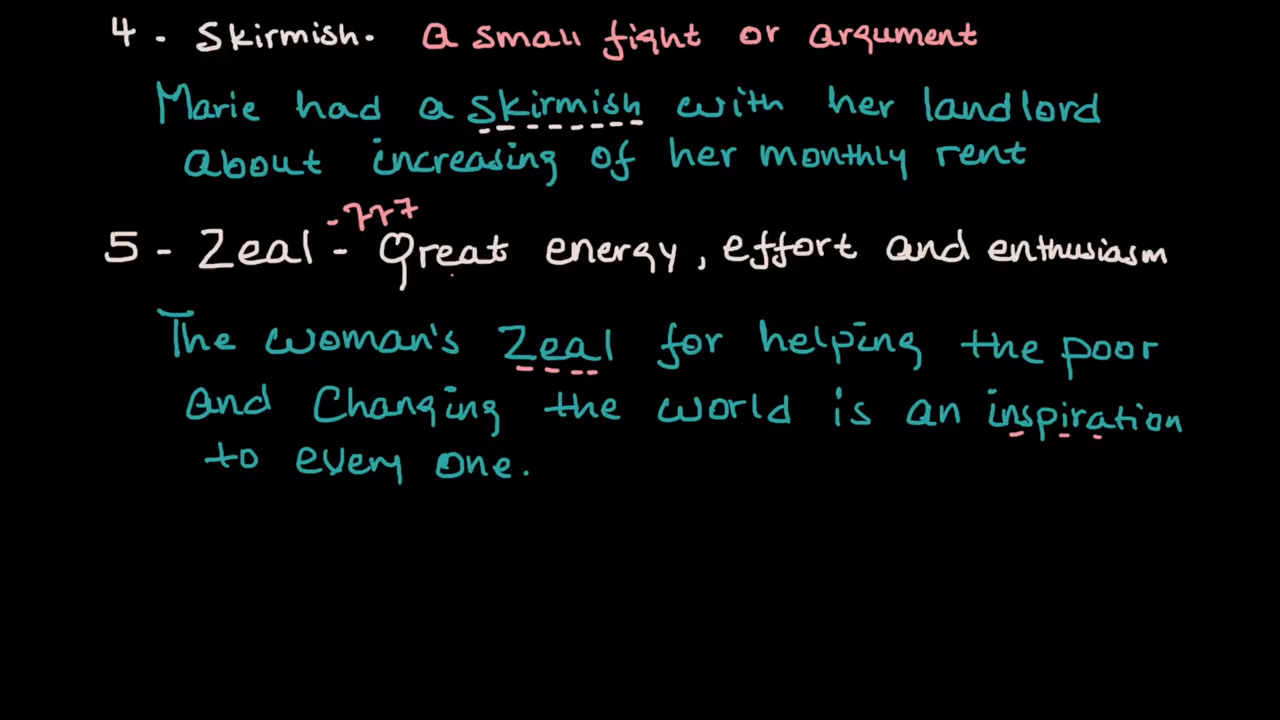 4 - Skirmish. a small fight or argument
Marie had a skirmish with her landlord
about increasing of her monthly rent
5 - Zeal - Great energy, effort and enthusiasm
The woman's Zeal for helping the poor
and Changing the world is an inspiration
to every one.